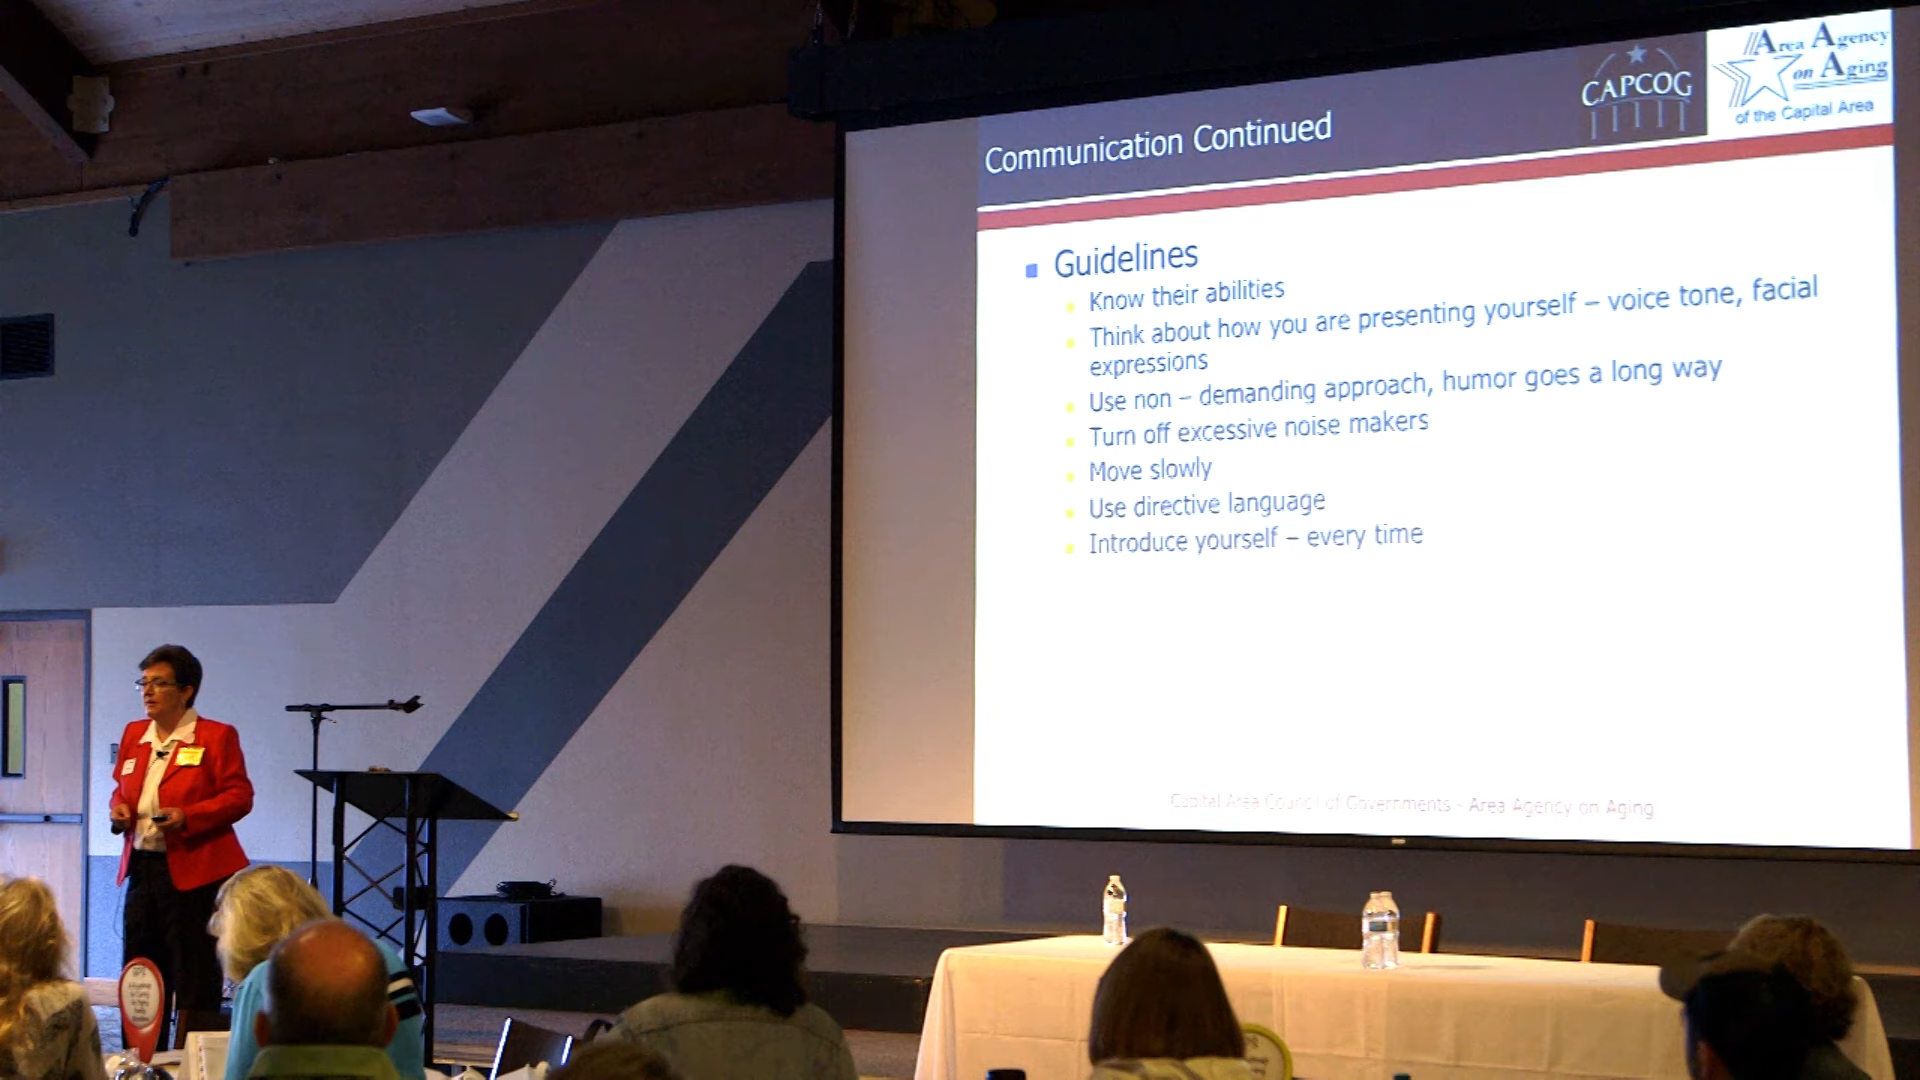 CAPCOG
Area Agency
on Aging
of the Capital Area
Communication Continued
Guidelines
Know their abilities
Think about how you are presenting yourself – voice tone, facial
expressions
Use non – demanding approach, humor goes a long way
Turn off excessive noise makers
Move slowly
Use directive language
Introduce yourself – every time
Capital Area Council of Governments - Area Agency on Aging
GPS